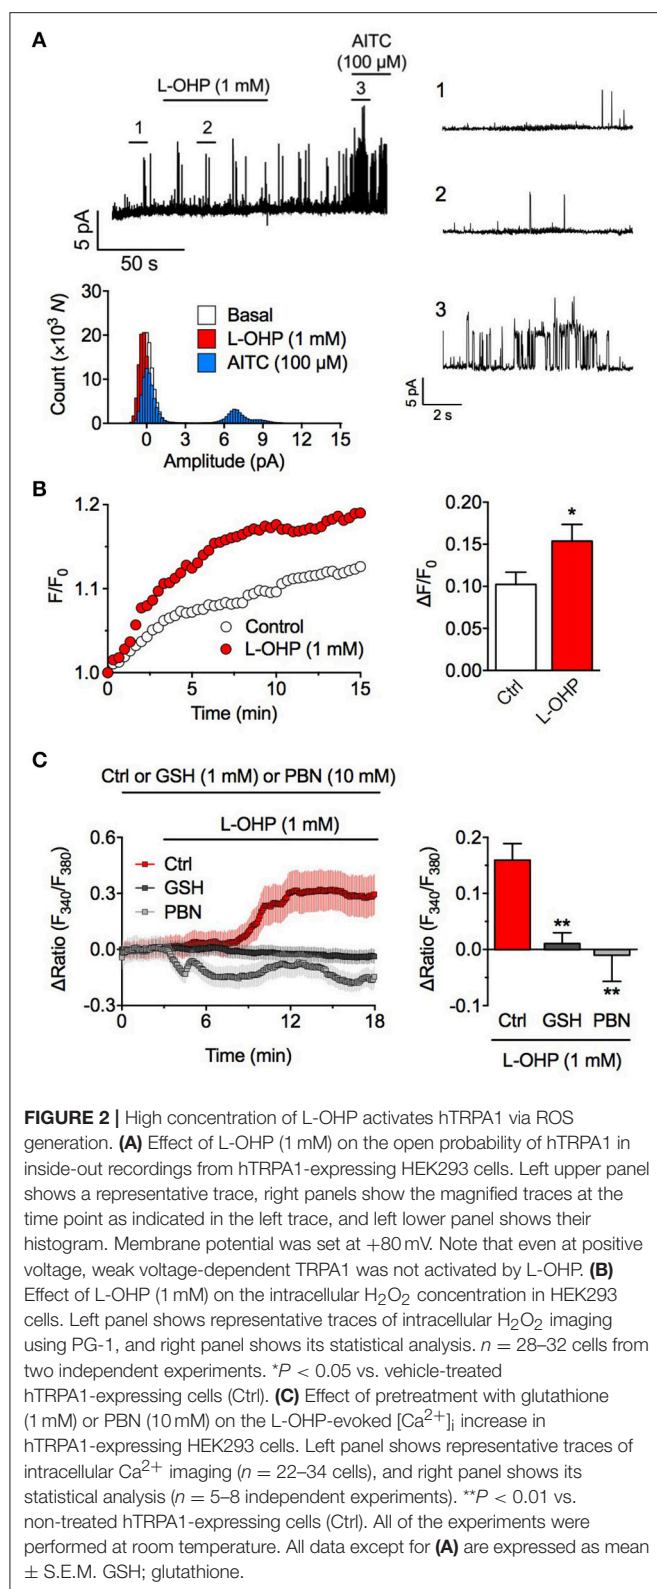 A
AITC
(100 µM)
L-OHP (1 mM)
1
2
3
5 pA
50 s
1
2
3
5 pA
2 s
Count (×10³ N)
30
20
10
0
Basal
L-OHP (1 mM)
AITC (100 µM)
0 3 6 9 12 15
Amplitude (pA)
B
F/F₀
1.2
1.1
1.0
Control
L-OHP (1 mM)
0 5 10 15
Time (min)
ΔF/F₀
0.20
0.15
0.10
0.05
0.00
*
Ctrl
L-OHP
C
Ctrl or GSH (1 mM) or PBN (10 mM)
L-OHP (1 mM)
ΔRatio (F₃₄₀/F₃₈₀)
0.6
0.3
0.0
-0.3
Ctrl
GSH
PBN
0 6 12 18
Time (min)
ΔRatio (F₃₄₀/F₃₈₀)
0.2
0.1
0.0
-0.1
**
**
Ctrl GSH PBN
L-OHP (1 mM)
FIGURE 2 | High concentration of L-OHP activates hTRPA1 via ROS
generation. (A) Effect of L-OHP (1 mM) on the open probability of hTRPA1 in
inside-out recordings from hTRPA1-expressing HEK293 cells. Left upper panel
shows a representative trace, right panels show the magnified traces at the
time point as indicated in the left trace, and left lower panel shows their
histogram. Membrane potential was set at +80 mV. Note that even at positive
voltage, weak voltage-dependent TRPA1 was not activated by L-OHP. (B)
Effect of L-OHP (1 mM) on the intracellular H₂O₂ concentration in HEK293
cells. Left panel shows representative traces of intracellular H₂O₂ imaging
using PG-1, and right panel shows its statistical analysis. n = 28–32 cells from
two independent experiments. *P < 0.05 vs. vehicle-treated
hTRPA1-expressing cells (Ctrl). (C) Effect of pretreatment with glutathione
(1 mM) or PBN (10 mM) on the L-OHP-evoked [Ca²⁺]ᵢ increase in
hTRPA1-expressing HEK293 cells. Left panel shows representative traces of
intracellular Ca²⁺ imaging (n = 22–34 cells), and right panel shows its
statistical analysis (n = 5–8 independent experiments). **P < 0.01 vs.
non-treated hTRPA1-expressing cells (Ctrl). All of the experiments were
performed at room temperature. All data except for (A) are expressed as mean
± S.E.M. GSH; glutathione.